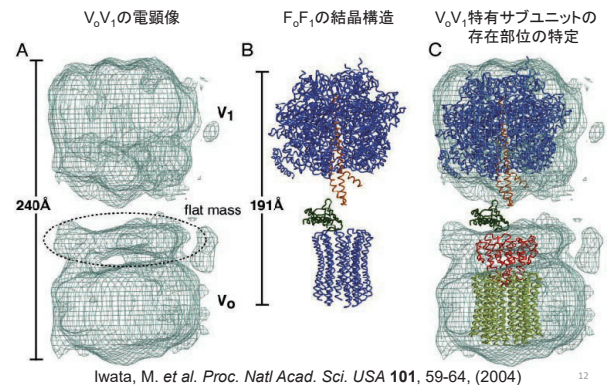 VoV1の電顕像
FoF1の結晶構造
VoV1特有サブユニットの
存在部位の特定
A
B
C
V1
240Å
191Å
flat mass
Vo
Iwata, M. et al. Proc. Natl Acad. Sci. USA 101, 59-64, (2004)
12